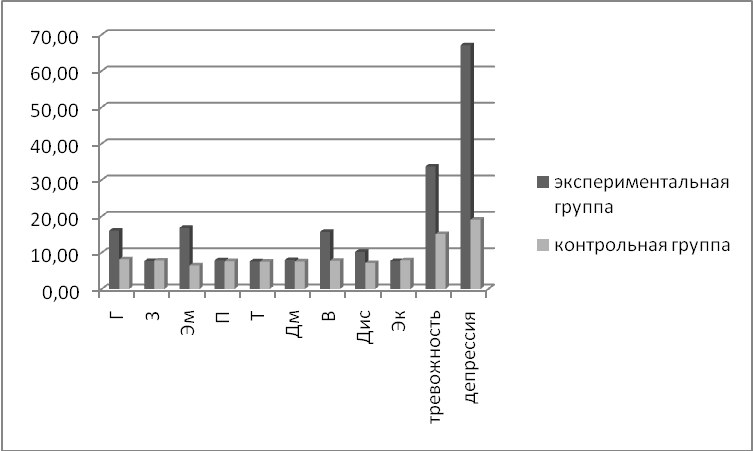 70,00
60,00
50,00
40,00
30,00
20,00
10,00
0,00
Г
З
Эм
П
Т
Дм
В
Дис
Эк
тревожность
депрессия
экспериментальная
группа
контрольная группа